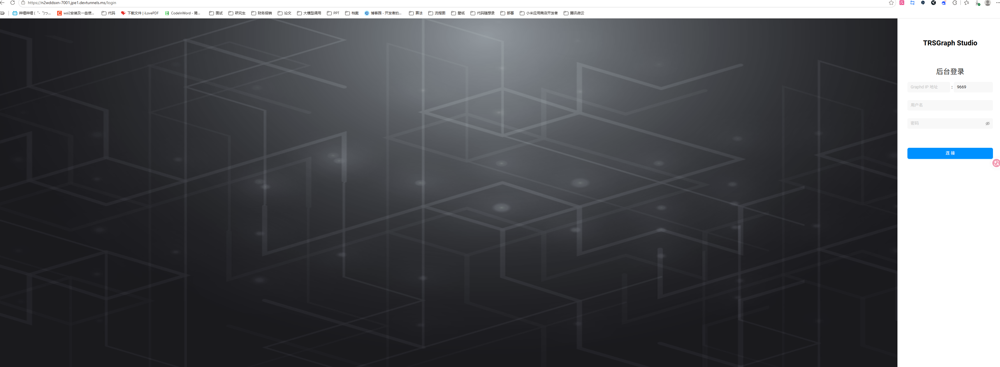 https://n2wddsxn-7001.jpe1.devtunnels.ms/login
哔哩哔哩 (゜-゜)つ... wsl2安装及一些使... 代码 下载文件 | iLovePDF CodeInWord - 简... 面试 研究生 财务报销 论文 大模型调用 PPT 档案 博客园 - 开发者的... 算法 流程图 壁纸 代码随想录 部署 小米应用商店开发者 腾讯微云
TRSGraph Studio
后台登录
Graphd IP 地址 : 9669
用户名
密码
连 接